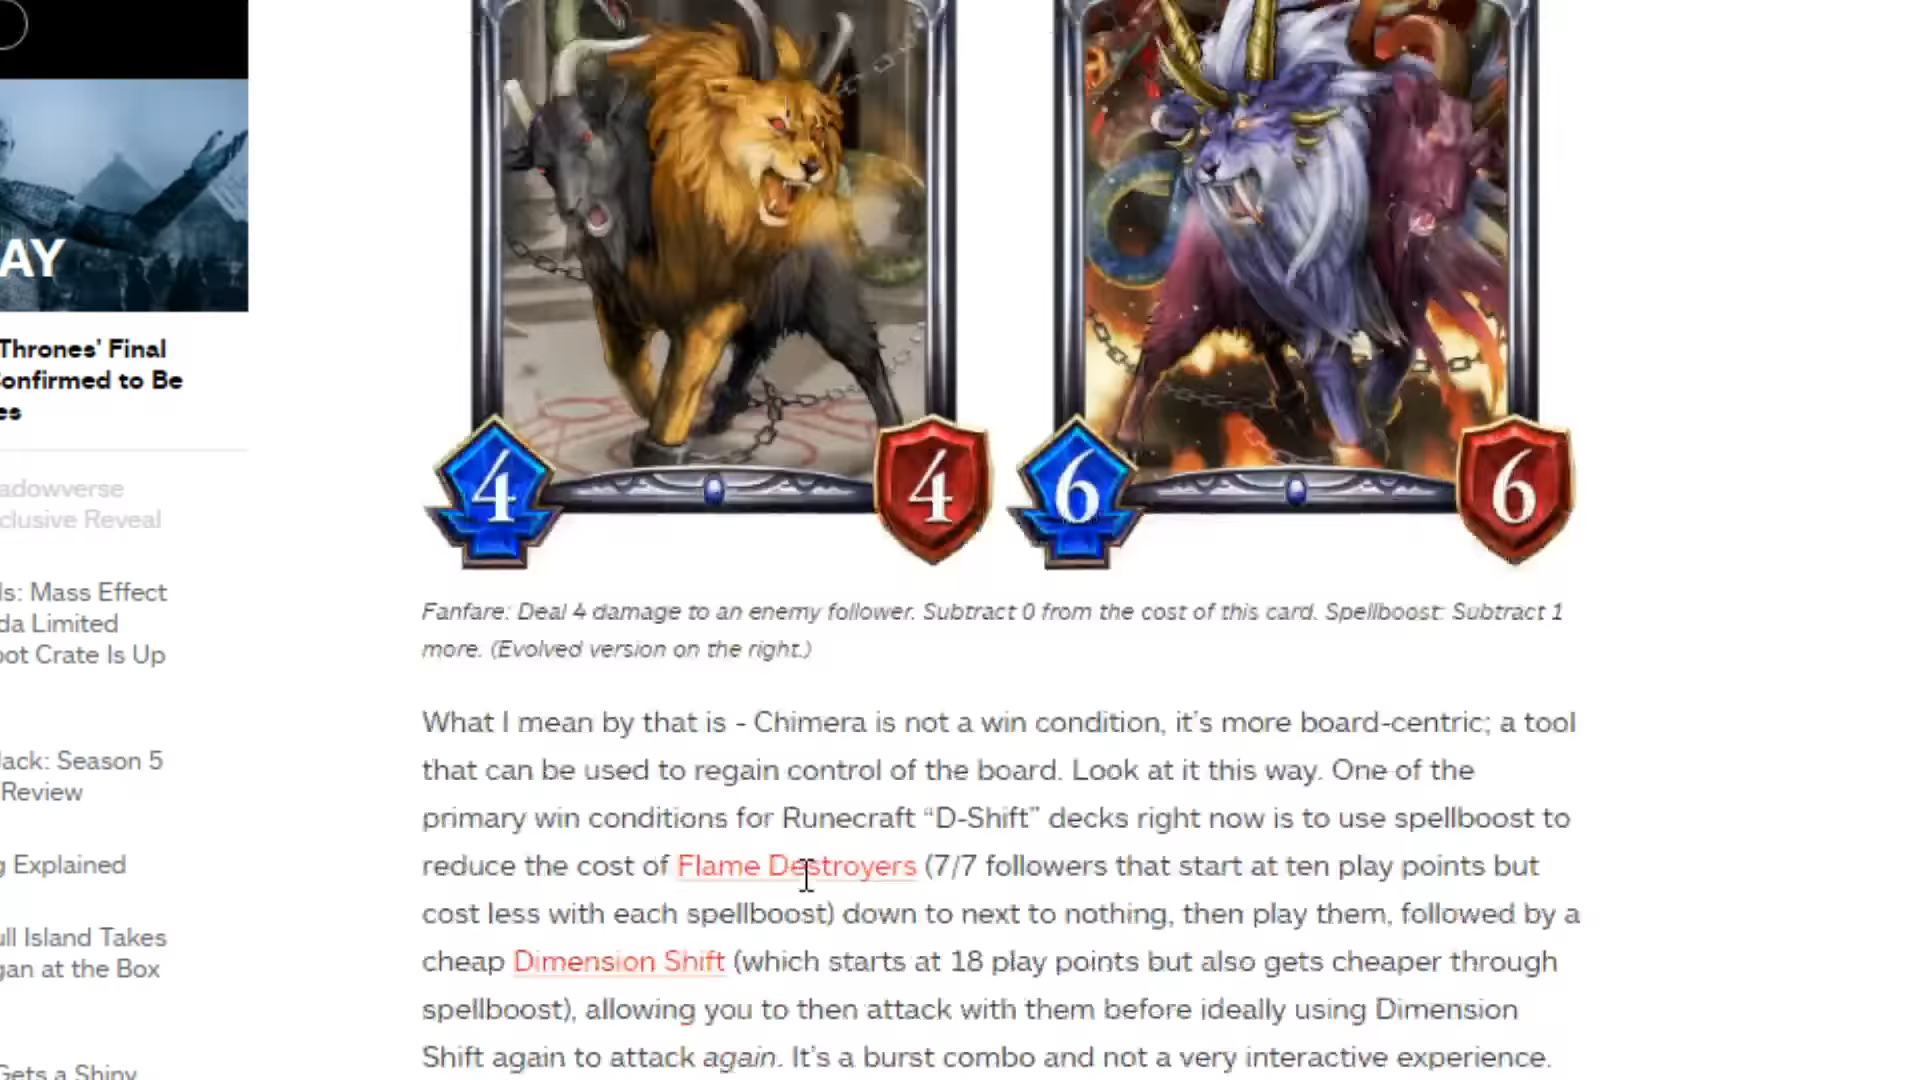 AY
Thrones' Final
onfirmed to Be
es
adowverse
clusive Reveal
ls: Mass Effect
da Limited
oot Crate Is Up
Jack: Season 5
Review
g Explained
ull Island Takes
gan at the Box
Gets a Shiny
4
4
6
6
Fanfare: Deal 4 damage to an enemy follower. Subtract 0 from the cost of this card. Spellboost: Subtract 1
more. (Evolved version on the right.)
What I mean by that is - Chimera is not a win condition, it's more board-centric; a tool
that can be used to regain control of the board. Look at it this way. One of the
primary win conditions for Runecraft “D-Shift” decks right now is to use spellboost to
reduce the cost of Flame Destroyers (7/7 followers that start at ten play points but
cost less with each spellboost) down to next to nothing, then play them, followed by a
cheap Dimension Shift (which starts at 18 play points but also gets cheaper through
spellboost), allowing you to then attack with them before ideally using Dimension
Shift again to attack again. It's a burst combo and not a very interactive experience.